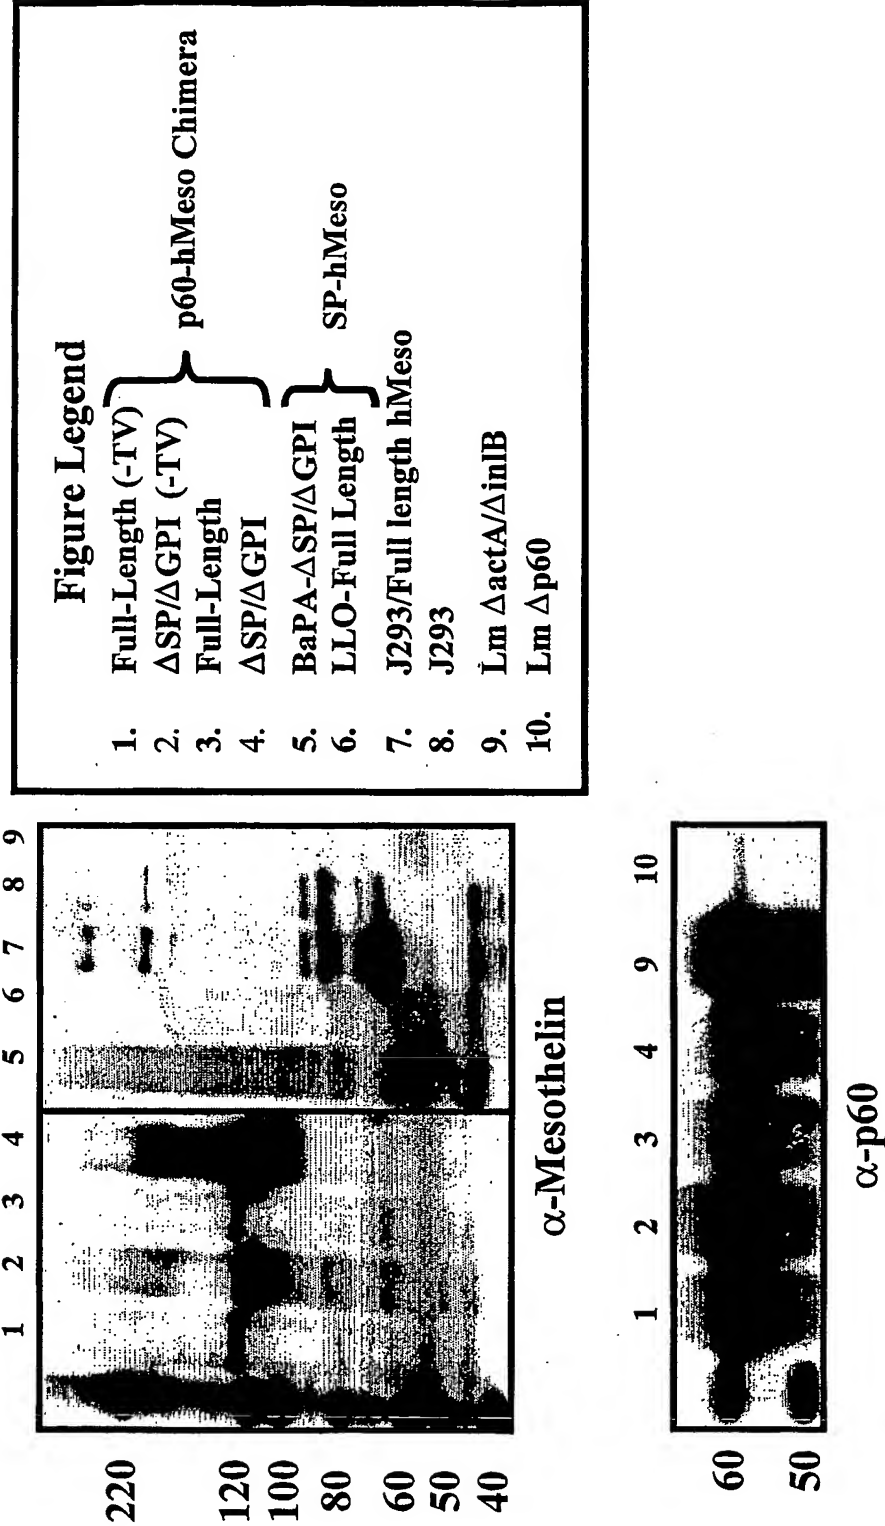 Figure Legend
1. Full-Length (-TV)
2. ΔSP/ΔGPI (-TV)
3. Full-Length
4. ΔSP/ΔGPI
p60-hMeso Chimera
5. BaPA-ΔSP/ΔGPI
6. LLO-Full Length
SP-hMeso
7. J293/Full length hMeso
8. J293
9. Lm ΔactA/ΔinlB
10. Lm Δp60
1 2 3 4 5 6 7 8 9
220
120
100
80
60
50
40
α-Mesothelin
1 2 3 4 9 10
60
50
α-p60